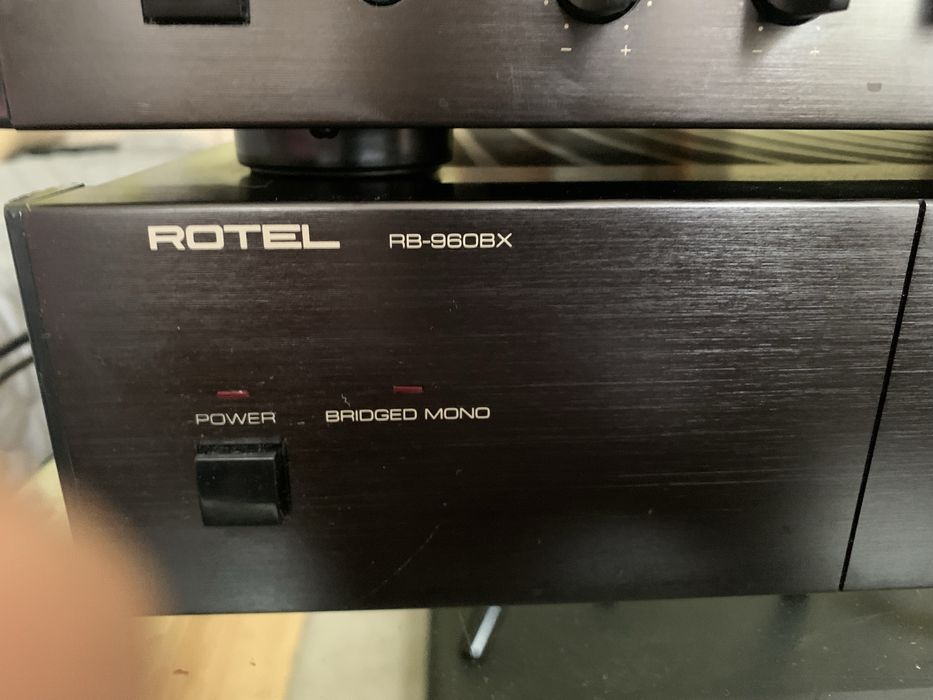 - +
- +
ROTEL RB-960BX
POWER BRIDGED MONO